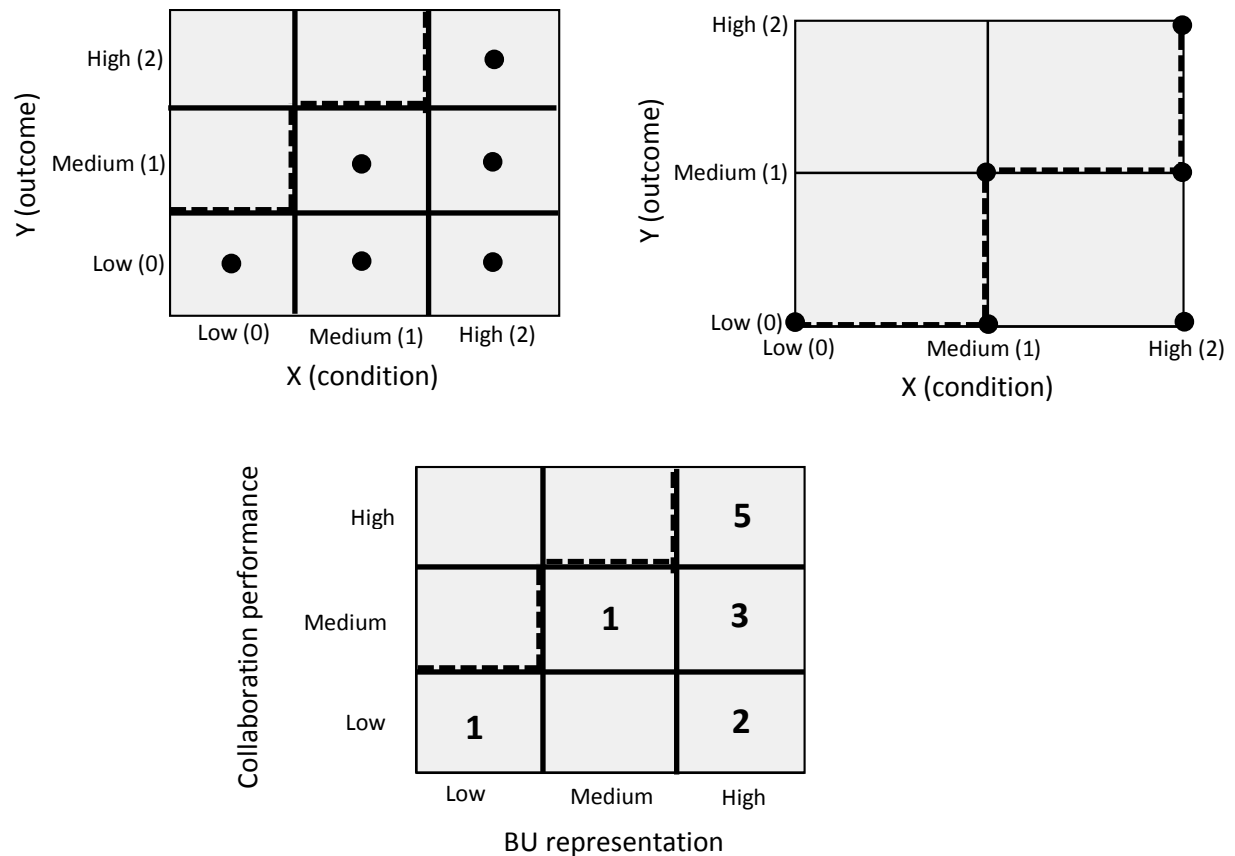 High (2)
Medium (1)
Low (0)
Y (outcome)
Low (0)
Medium (1)
High (2)
X (condition)
High (2)
Medium (1)
Low (0)
Y (outcome)
Low (0)
Medium (1)
High (2)
X (condition)
Collaboration performance
High
5
Medium
1
3
Low
1
2
Low
Medium
High
BU representation